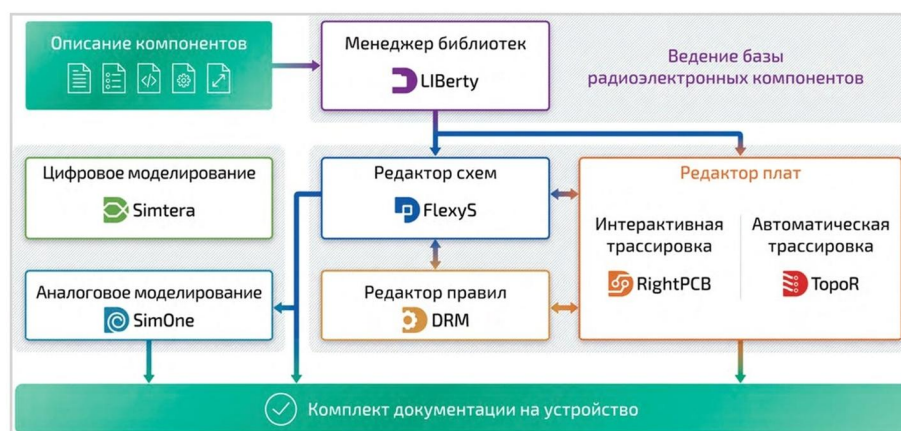 Описание компонентов
Менеджер библиотек
LIBerty
Ведение базы
радиоэлектронных компонентов
Цифровое моделирование
Simtera
Редактор схем
FlexyS
Редактор плат
Интерактивная
трассировка
RightPCB
Автоматическая
трассировка
TopoR
Аналоговое моделирование
SimOne
Редактор правил
DRM
Комплект документации на устройство